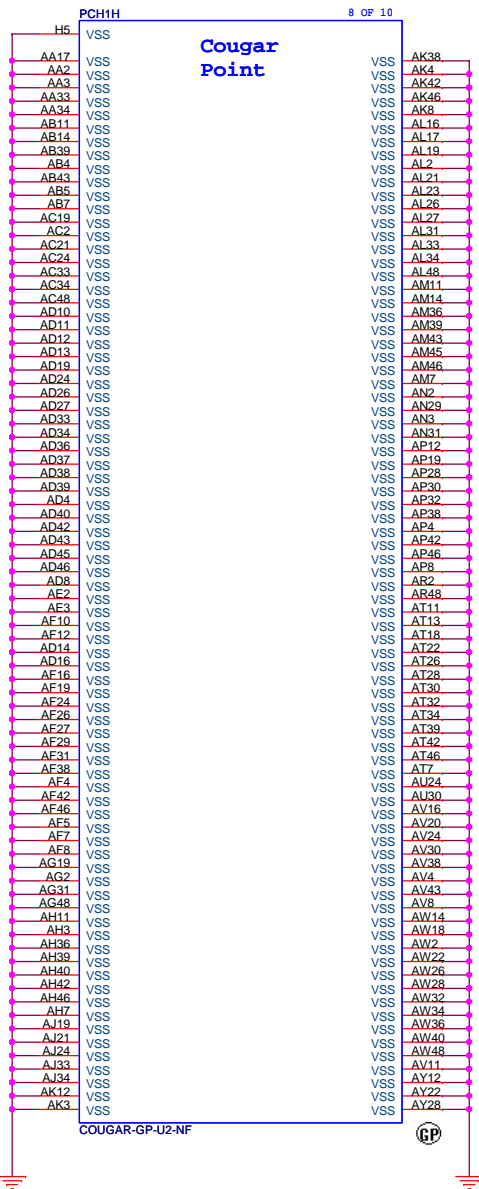 PCH1H 8 OF 10
Cougar
Point
H5 VSS
AA17 VSS VSS AK38
AA2 VSS VSS AK4
AA3 VSS VSS AK42
AA33 VSS VSS AK46
AA34 VSS VSS AK8
AB11 VSS VSS AL16
AB14 VSS VSS AL17
AB39 VSS VSS AL19
AB4 VSS VSS AL2
AB43 VSS VSS AL21
AB5 VSS VSS AL23
AB7 VSS VSS AL26
AC19 VSS VSS AL27
AC2 VSS VSS AL31
AC21 VSS VSS AL33
AC24 VSS VSS AL34
AC33 VSS VSS AL48
AC34 VSS VSS AM11
AC48 VSS VSS AM14
AD10 VSS VSS AM36
AD11 VSS VSS AM39
AD12 VSS VSS AM43
AD13 VSS VSS AM45
AD19 VSS VSS AM46
AD24 VSS VSS AM7
AD26 VSS VSS AN2
AD27 VSS VSS AN29
AD33 VSS VSS AN3
AD34 VSS VSS AN31
AD36 VSS VSS AP12
AD37 VSS VSS AP19
AD38 VSS VSS AP28
AD39 VSS VSS AP30
AD4 VSS VSS AP32
AD40 VSS VSS AP38
AD42 VSS VSS AP4
AD43 VSS VSS AP42
AD45 VSS VSS AP46
AD46 VSS VSS AP8
AD8 VSS VSS AR2
AE2 VSS VSS AR48
AE3 VSS VSS AT11
AF10 VSS VSS AT13
AF12 VSS VSS AT18
AD14 VSS VSS AT22
AD16 VSS VSS AT26
AF16 VSS VSS AT28
AF19 VSS VSS AT30
AF24 VSS VSS AT32
AF26 VSS VSS AT34
AF27 VSS VSS AT39
AF29 VSS VSS AT42
AF31 VSS VSS AT46
AF38 VSS VSS AT7
AF4 VSS VSS AU24
AF42 VSS VSS AU30
AF46 VSS VSS AV16
AF5 VSS VSS AV20
AF7 VSS VSS AV24
AF8 VSS VSS AV30
AG19 VSS VSS AV38
AG2 VSS VSS AV4
AG31 VSS VSS AV43
AG48 VSS VSS AV8
AH11 VSS VSS AW14
AH3 VSS VSS AW18
AH36 VSS VSS AW2
AH39 VSS VSS AW22
AH40 VSS VSS AW26
AH42 VSS VSS AW28
AH46 VSS VSS AW32
AH7 VSS VSS AW34
AJ19 VSS VSS AW36
AJ21 VSS VSS AW40
AJ24 VSS VSS AW48
AJ33 VSS VSS AV11
AJ34 VSS VSS AY12
AK12 VSS VSS AY22
AK3 VSS VSS AY28
COUGAR-GP-U2-NF GP